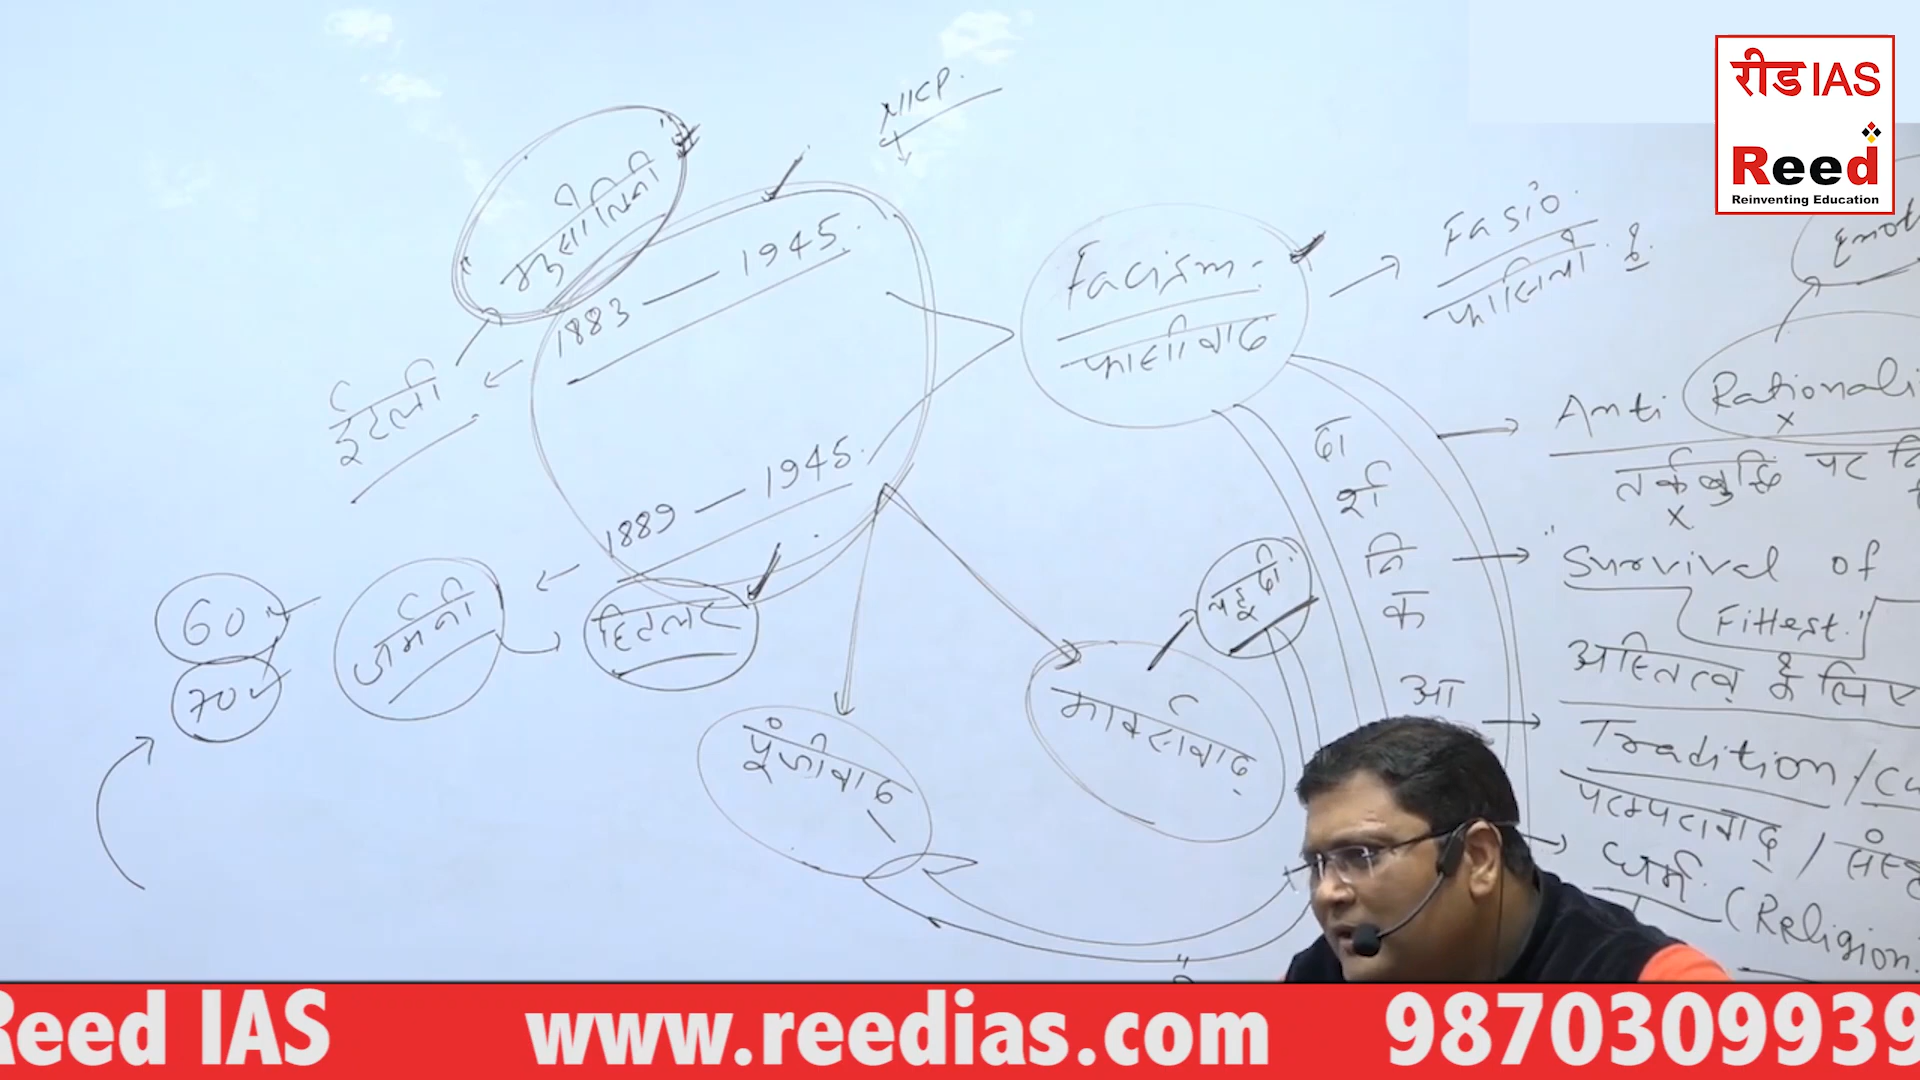 रीड IAS
Reed
Reinventing Education
मुसोलिनी
1883 — 1945.
Facism.
फासीवाद
Fasio.
ईटली
1889 — 1945.
जर्मनी
हिटलर
60
70
यहूदी
पूंजीवाद
मार्क्सवाद
दार्शनिक आ
Anti Rationali
तर्कबुद्धि पर
"Survival of
Fittest."
अस्तित्व के लिए
Tradition / Cu
परम्परावाद / संस्कृ
धर्म (Religion.
Reed IAS www.reedias.com 9870309939